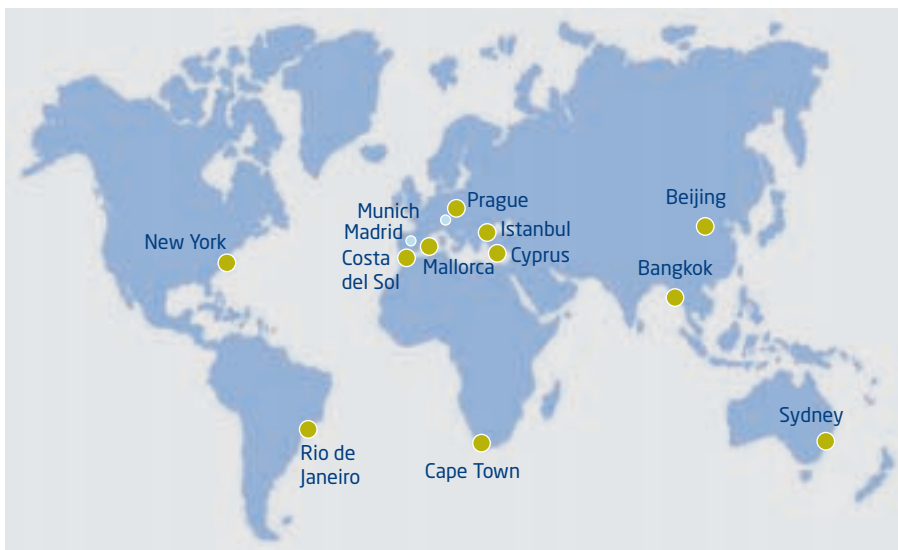 Prague
Munich
Madrid
Istanbul
Cyprus
Mallorca
Costa
del Sol
New York
Beijing
Bangkok
Rio de
Janeiro
Cape Town
Sydney